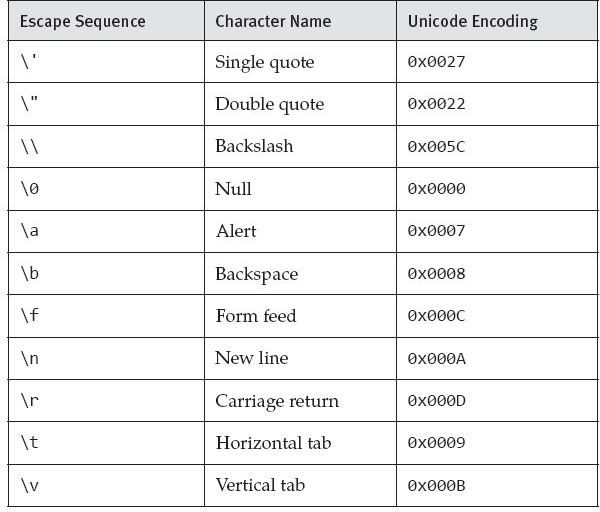 Escape Sequence Character Name Unicode Encoding
\' Single quote 0x0027
\" Double quote 0x0022
\\ Backslash 0x005C
\0 Null 0x0000
\a Alert 0x0007
\b Backspace 0x0008
\f Form feed 0x000C
\n New line 0x000A
\r Carriage return 0x000D
\t Horizontal tab 0x0009
\v Vertical tab 0x000B